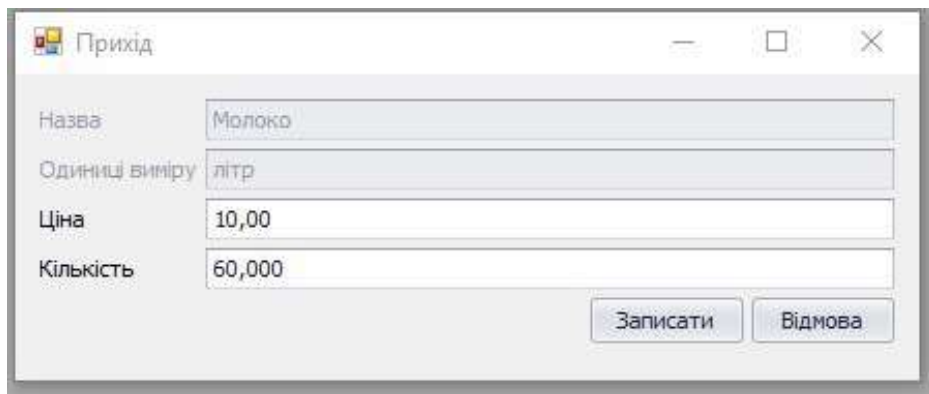 Прихід
Назва Молоко
Одиниці виміру літр
Ціна 10,00
Кількість 60,000
Записати Відмова